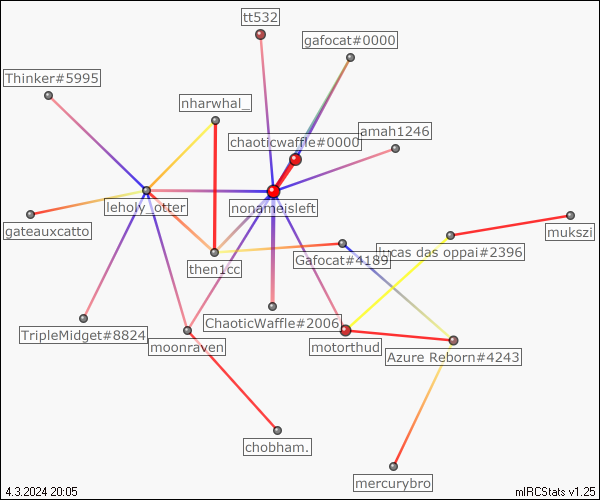 tt532
gafocat#0000
Thinker#5995
nharwhal_
amah1246
chaoticwaffle#0000
leholy_otter
nonameisleft
gateauxcatto
mukszi
lucas das oppai#2396
Gafocat#4189
then1cc
ChaoticWaffle#2006
TripleMidget#8824
moonraven
motorthud
Azure Reborn#4243
chobham.
mercurybro
4.3.2024 20:05
mIRCStats v1.25